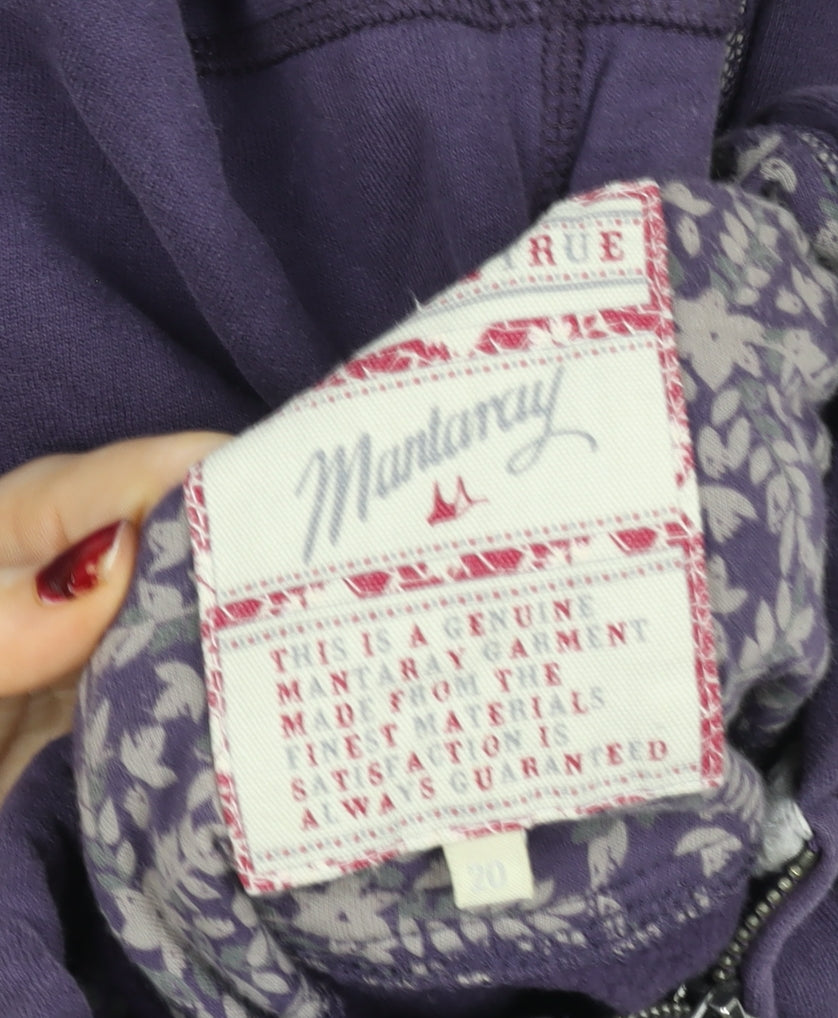 TRUE
Mantaray
THIS IS A GENUINE
MANTARAY GARMENT
MADE FROM THE
FINEST MATERIALS
SATISFACTION IS
ALWAYS GUARANTEED
20